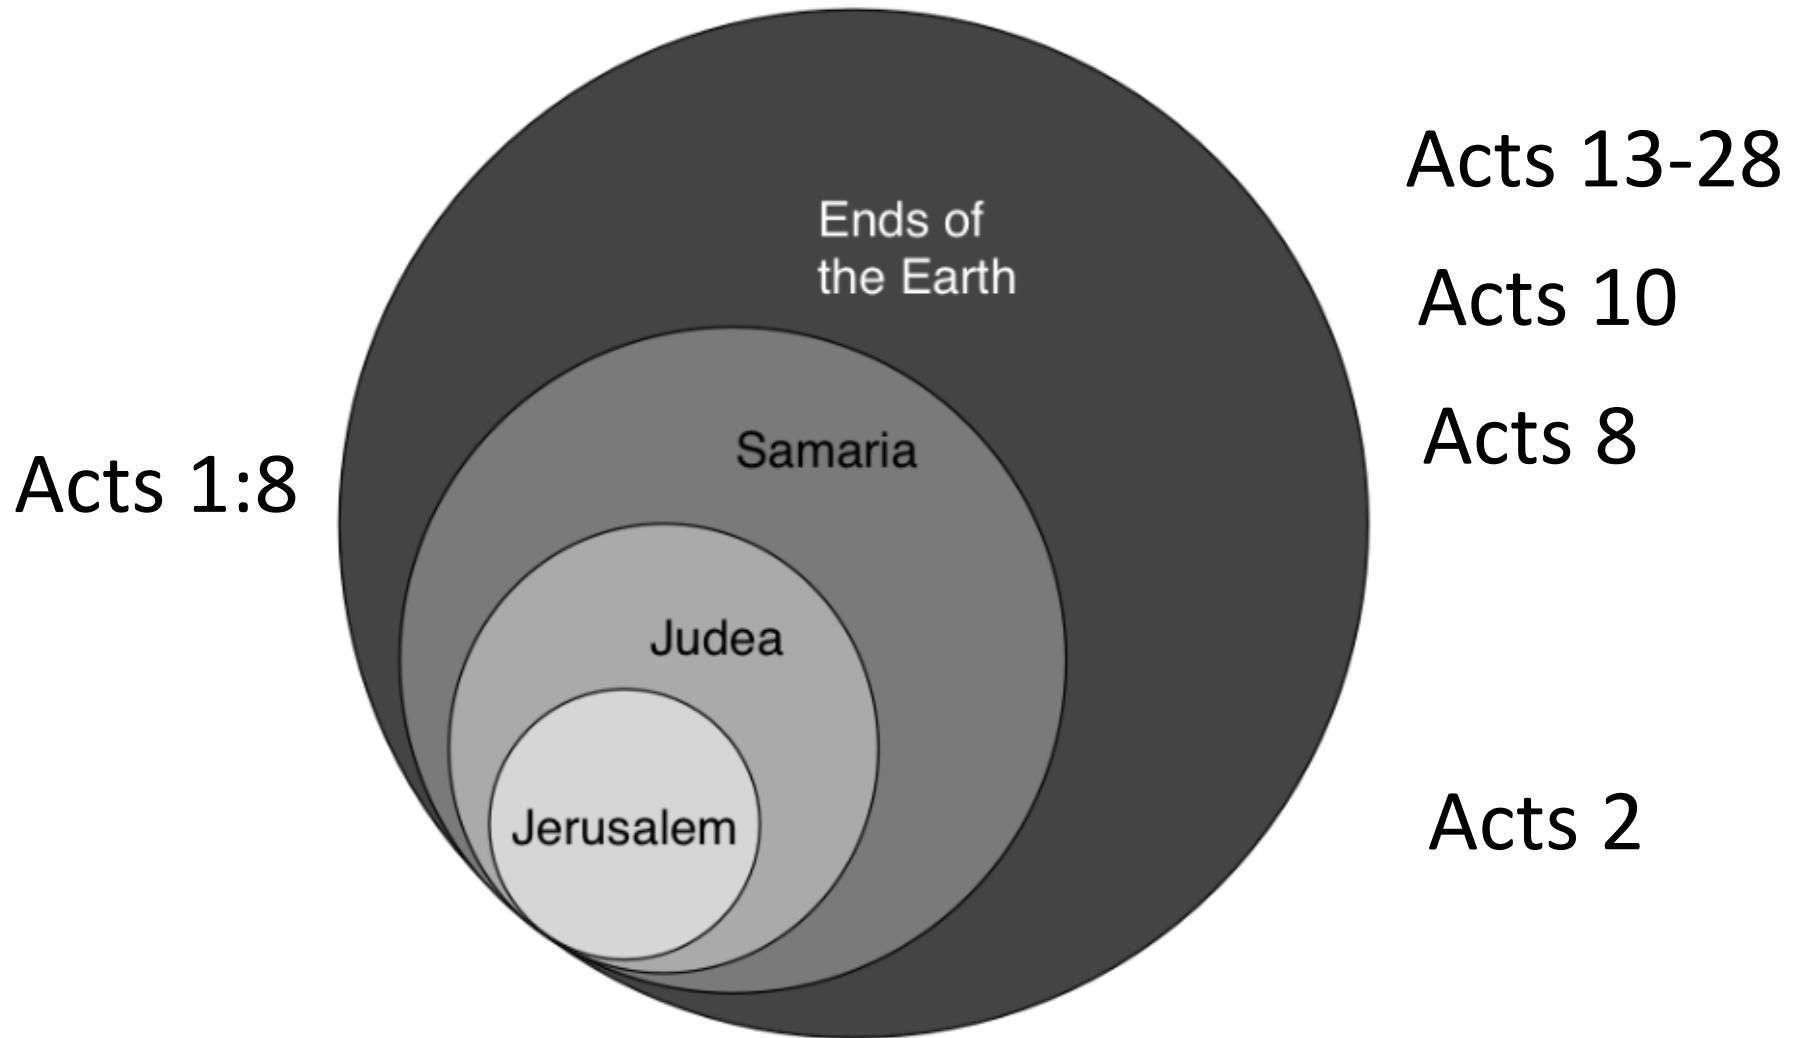 Acts 13-28
Ends of
the Earth
Acts 10
Acts 8
Samaria
Acts 1:8
Judea
Acts 2
Jerusalem